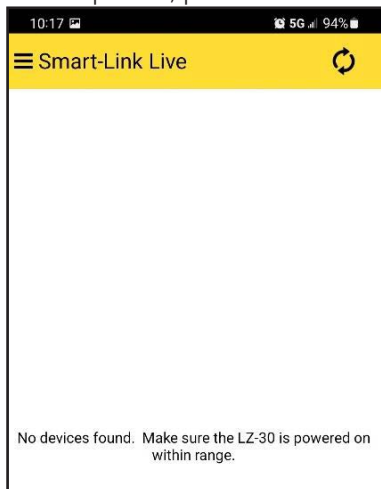 10:17 5G 94%
Smart-Link Live
No devices found. Make sure the LZ-30 is powered on
within range.